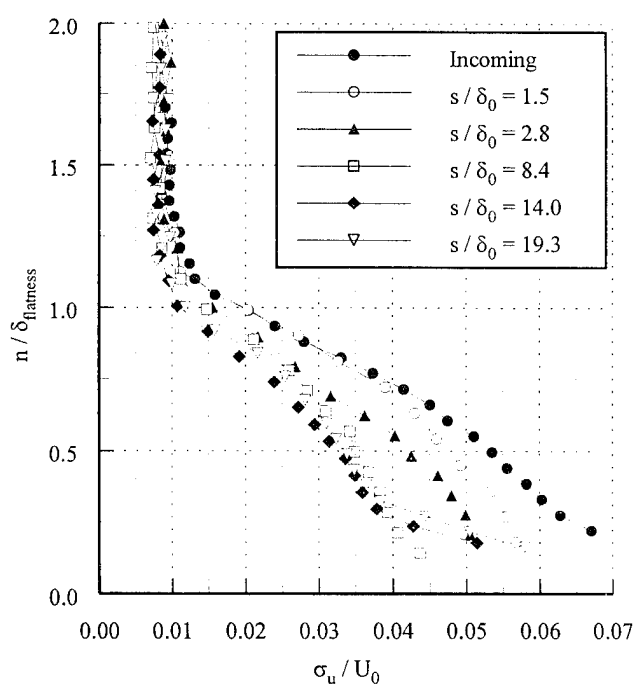 2.0
1.5
1.0
0.5
0.0
n / δflatness
Incoming
s / δ0 = 1.5
s / δ0 = 2.8
s / δ0 = 8.4
s / δ0 = 14.0
s / δ0 = 19.3
0.00 0.01 0.02 0.03 0.04 0.05 0.06 0.07
σu / U0